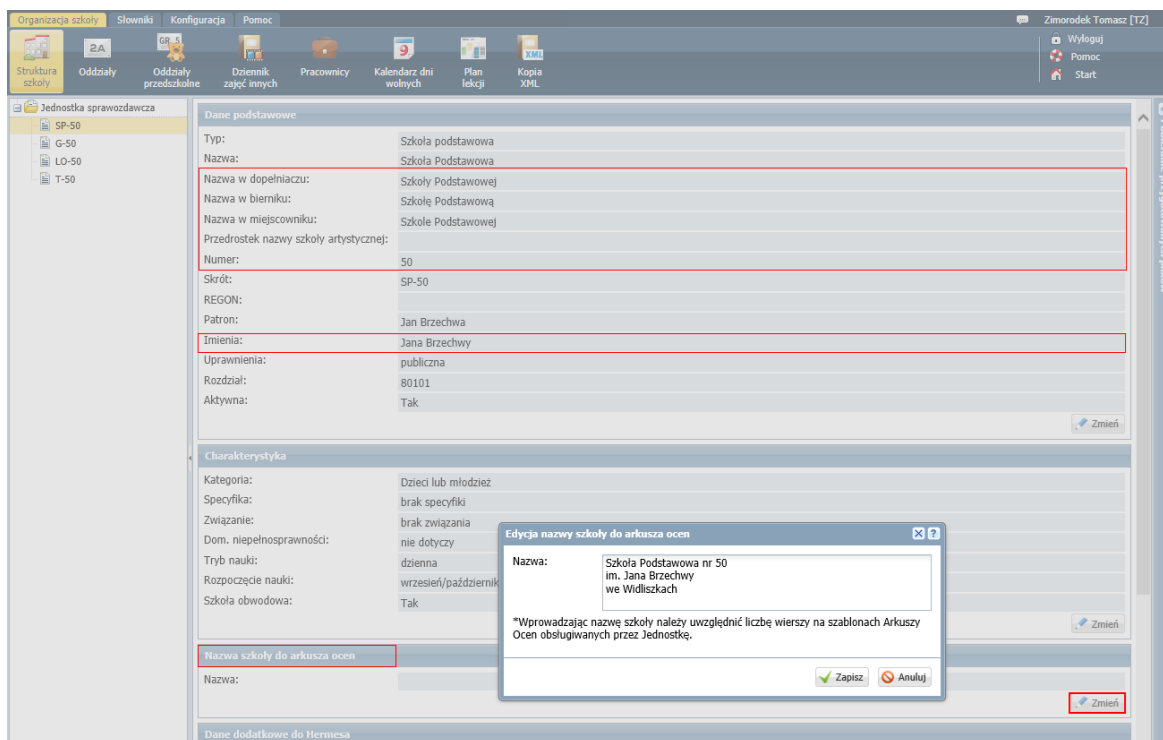 Organizacja szkoły Słowniki Konfiguracja Pomoc Zimorodek Tomasz [TZ]
Struktura szkoły
2A Oddziały
GR. 5 Oddziały przedszkolne
Dziennik zajęć innych
Pracownicy
9 Kalendarz dni wolnych
Plan lekcji
XML Kopia XML
Wyloguj
Pomoc
Start
Jednostka sprawozdawcza
SP-50
G-50
LO-50
T-50
Dane podstawowe
Typ: Szkoła podstawowa
Nazwa: Szkoła Podstawowa
Nazwa w dopełniaczu: Szkoły Podstawowej
Nazwa w bierniku: Szkołę Podstawową
Nazwa w miejscowniku: Szkole Podstawowej
Przedrostek nazwy szkoły artystycznej:
Numer: 50
Skrót: SP-50
REGON:
Patron: Jan Brzechwa
Imienia: Jana Brzechwy
Uprawnienia: publiczna
Rozdział: 80101
Aktywna: Tak
Zmień
Charakterystyka
Kategoria: Dzieci lub młodzież
Specyfika: brak specyfiki
Związanie: brak związania
Dom. niepełnosprawności: nie dotyczy
Tryb nauki: dzienna
Rozpoczęcie nauki: wrzesień/październik
Szkoła obwodowa: Tak
Zmień
Nazwa szkoły do arkusza ocen
Nazwa:
Zmień
Dane dodatkowe do Hermesa
Edycja nazwy szkoły do arkusza ocen
Nazwa: Szkoła Podstawowa nr 50
im. Jana Brzechwy
we Widliszkach
*Wprowadzając nazwę szkoły należy uwzględnić liczbę wierszy na szablonach Arkuszy
Ocen obsługiwanych przez Jednostkę.
Zapisz Anuluj